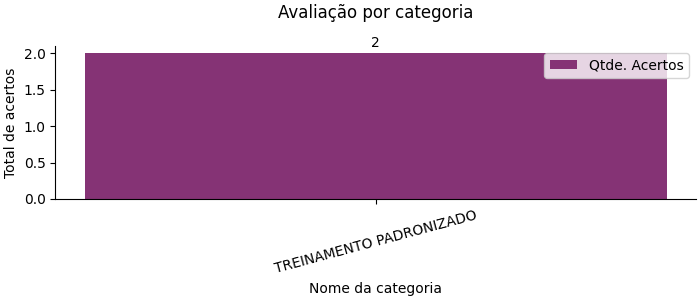 Avaliação por categoria
2
Qtde. Acertos
Total de acertos
2.0
1.5
1.0
0.5
0.0
TREINAMENTO PADRONIZADO
Nome da categoria